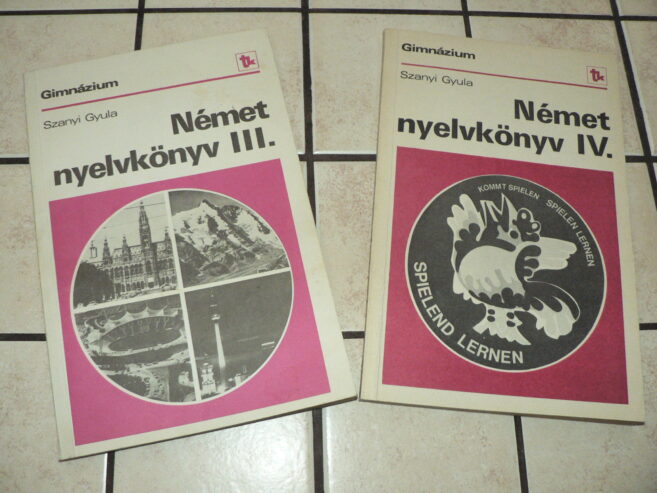 Gimnázium
tk
Szanyi Gyula
Német
nyelvkönyv III.
Gimnázium
tk
Szanyi Gyula
Német
nyelvkönyv IV.
KOMMT SPIELEN
SPIELEN LERNEN
SPIELEND LERNEN